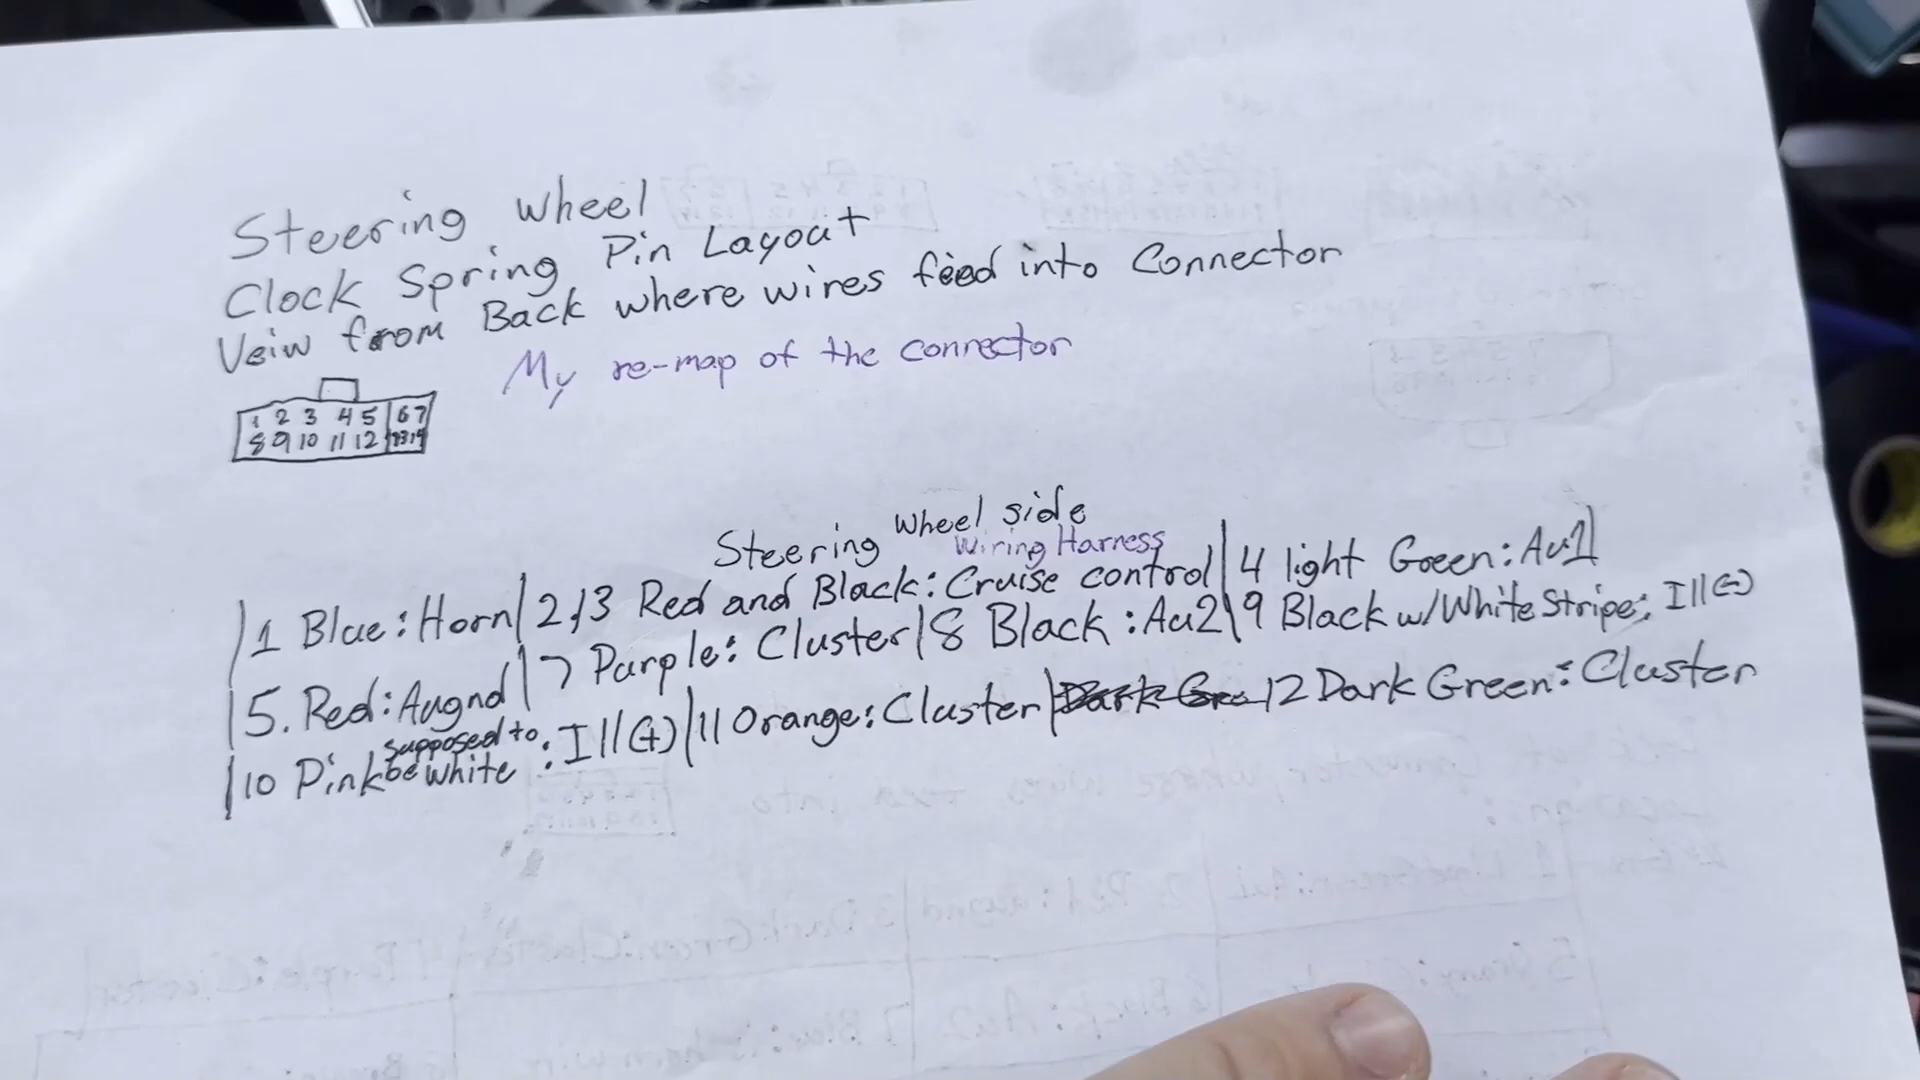 Steering wheel
Clock Spring Pin Layout
Veiw from Back where wires feed into Connector
My re-map of the connector
1 2 3 4 5 6 7
8 9 10 11 12 13 14
Steering wheel side
Wiring Harness
1 Blue: Horn | 2,3 Red and Black: Cruise control | 4 light Green: Au1
5. Red: Augnd | 7 Purple: Cluster | 8 Black: Au2 | 9 Black w/White Stripe: Ill(-)
10 Pink supposed to be white: Ill(+) | 11 Orange: Cluster | 12 Dark Green: Cluster